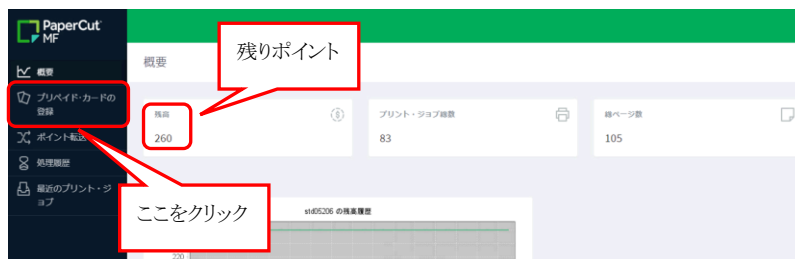 PaperCut
MF
残りポイント
概要
概要
プリペイド・カードの
登録
残高
プリント・ジョブ総数
総ページ数
260
83
105
ポイント転送
処理履歴
最近のプリント・ジ
ョブ
ここをクリック
std05206 の残高履歴
220